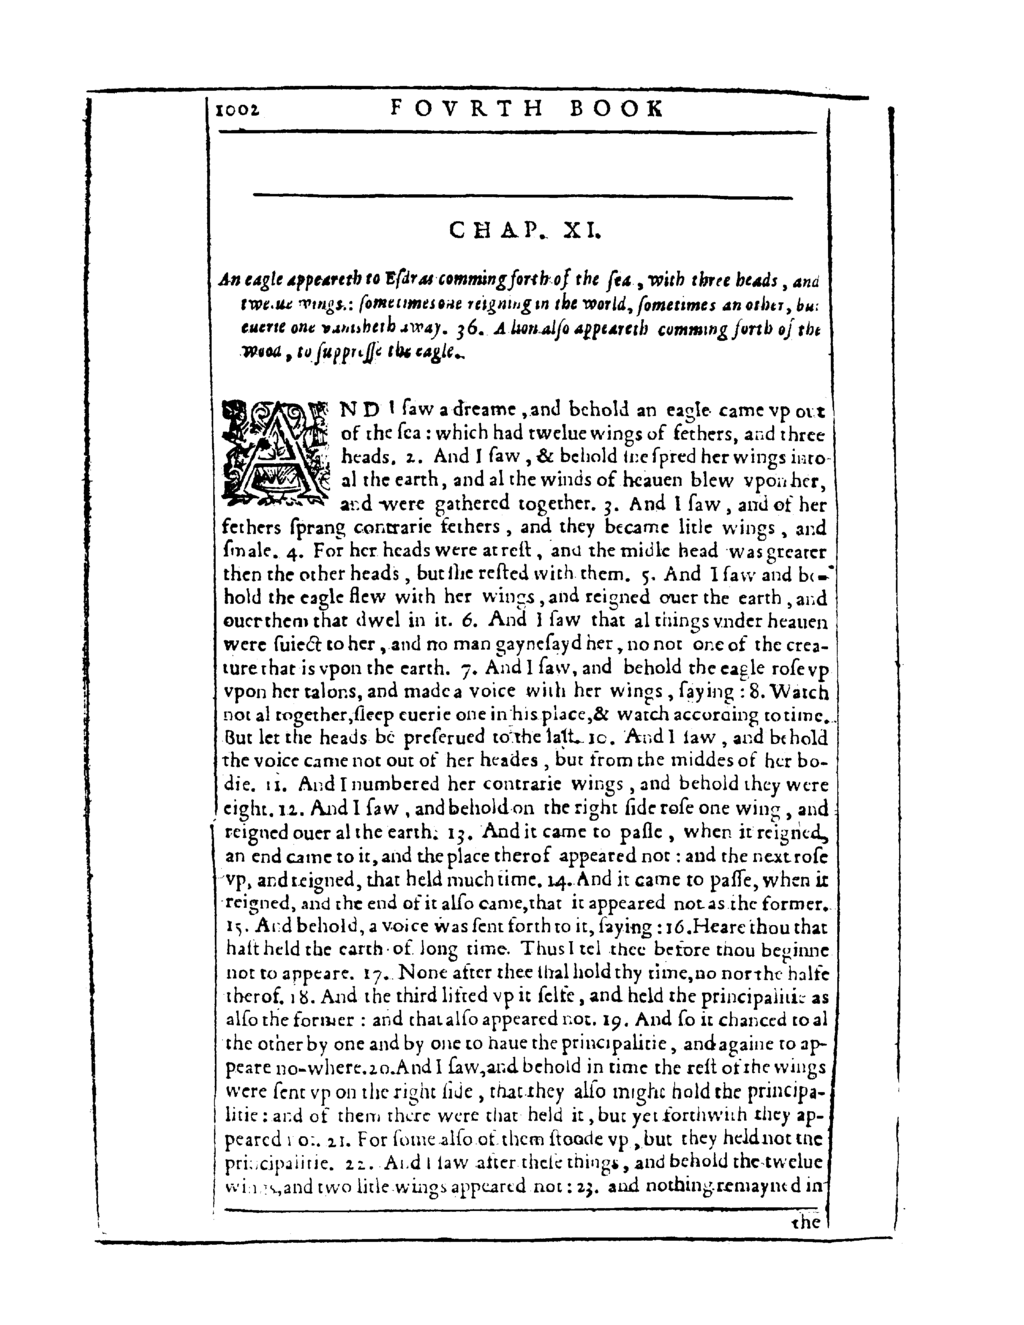 1002 FOVRTH BOOK
CHAP. XI.
An eagle appeareth to Eſdras comming forth of the ſea, with three heads, and
twelue wings.: ſometimes one reigning in the world, ſometimes an other, but
euerie one vanisheth away. 36. A lion alſo appeareth comming forth of the
wood, to ſuppreſſe the eagle.
AND I ſaw a dreame, and behold an eagle came vp out
of the ſea: which had twelue wings of fethers, and three
heads. 2. And I ſaw, & behold ſhe ſpred her wings into
al the earth, and al the winds of heauen blew vpon her,
and were gathered together. 3. And I ſaw, and of her
fethers ſprang contrarie fethers, and they became litle wings, and
ſmale. 4. For her heads were at reſt, and the midle head was greater
then the other heads, but ſhe reſted with them. 5. And I ſaw and be-
hold the eagle flew with her wings, and reigned ouer the earth, and
ouer them that dwel in it. 6. And I ſaw that al things vnder heauen
were ſuiect to her, and no man gayneſayd her, no not one of the crea-
ture that is vpon the earth. 7. And I ſaw, and behold the eagle roſe vp
vpon her talons, and made a voice with her wings, ſaying: 8. Watch
not al together, ſleep euerie one in his place, & watch according to time.
But let the heads be preſerued to the laſt. 10. And I ſaw, and behold
the voice came not out of her heades, but from the middes of her bo-
die. 11. And I numbered her contrarie wings, and behold they were
eight. 12. And I ſaw, and behold on the right ſide roſe one wing, and
reigned ouer al the earth. 13. And it came to paſſe, when it reigned,
an end came to it, and the place therof appeared not: and the next roſe
vp, and reigned, that held much time. 14. And it came to paſſe, when it
reigned, and the end of it alſo came, that it appeared not as the former.
15. And behold, a voice was ſent forth to it, ſaying: 16. Heare thou that
haſt held the earth of long time. Thus I tel thee before thou beginne
not to appeare. 17. None after thee ſhal hold thy time, no nor the halfe
therof. 18. And the third lifted vp it ſelfe, and held the principalitie as
alſo the former: and that alſo appeared not. 19. And ſo it chanced to al
the other by one and by one to haue the principalitie, and againe to ap-
peare no-where. 20. And I ſaw, and behold in time the reſt of the wings
were ſent vp on the right ſide, that they alſo might hold the principa-
litie: and of them there were that held it, but yet forthwith they ap-
peared not. 21. For ſome alſo of them ſtoode vp, but they held not the
principalitie. 22. And I ſaw after theſe things, and behold the twelue
wings, and two litle wings appeared not: 23. and nothing remayned in
the